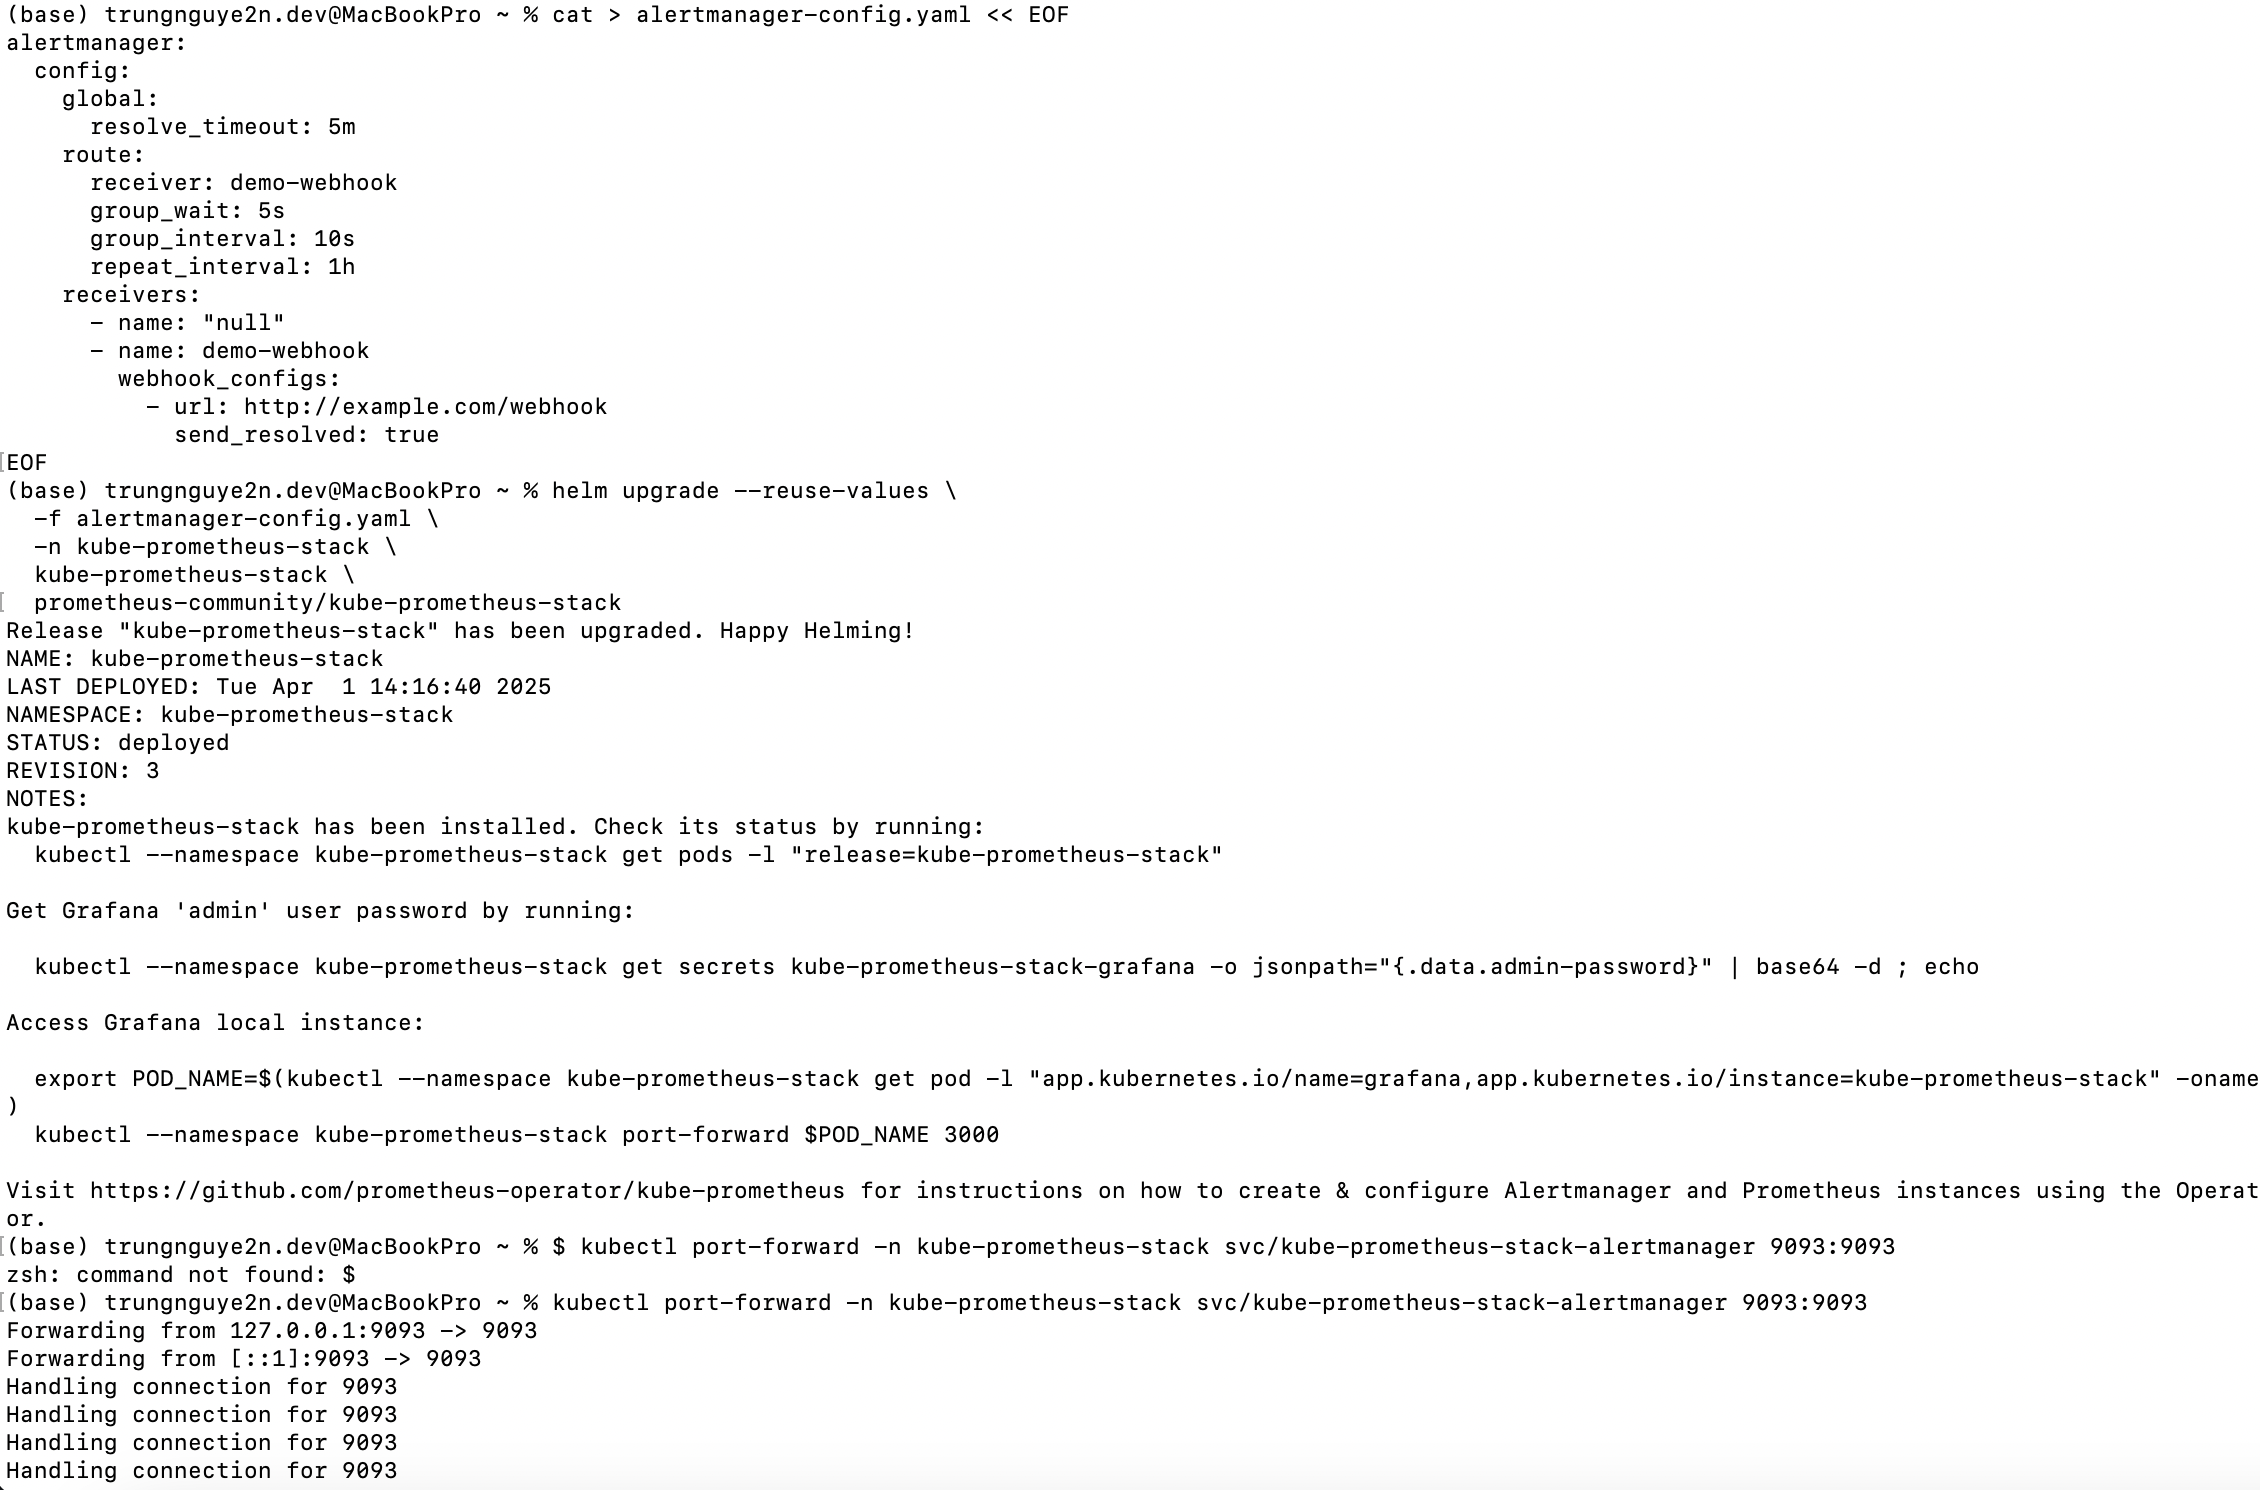 (base) trungnguye2n.dev@MacBookPro ~ % cat > alertmanager-config.yaml << EOF
alertmanager:
  config:
    global:
      resolve_timeout: 5m
    route:
      receiver: demo-webhook
      group_wait: 5s
      group_interval: 10s
      repeat_interval: 1h
    receivers:
      - name: "null"
      - name: demo-webhook
        webhook_configs:
          - url: http://example.com/webhook
            send_resolved: true
EOF
(base) trungnguye2n.dev@MacBookPro ~ % helm upgrade --reuse-values \
  -f alertmanager-config.yaml \
  -n kube-prometheus-stack \
  kube-prometheus-stack \
  prometheus-community/kube-prometheus-stack
Release "kube-prometheus-stack" has been upgraded. Happy Helming!
NAME: kube-prometheus-stack
LAST DEPLOYED: Tue Apr  1 14:16:40 2025
NAMESPACE: kube-prometheus-stack
STATUS: deployed
REVISION: 3
NOTES:
kube-prometheus-stack has been installed. Check its status by running:
  kubectl --namespace kube-prometheus-stack get pods -l "release=kube-prometheus-stack"

Get Grafana 'admin' user password by running:

  kubectl --namespace kube-prometheus-stack get secrets kube-prometheus-stack-grafana -o jsonpath="{.data.admin-password}" | base64 -d ; echo

Access Grafana local instance:

  export POD_NAME=$(kubectl --namespace kube-prometheus-stack get pod -l "app.kubernetes.io/name=grafana,app.kubernetes.io/instance=kube-prometheus-stack" -oname
)
  kubectl --namespace kube-prometheus-stack port-forward $POD_NAME 3000

Visit https://github.com/prometheus-operator/kube-prometheus for instructions on how to create & configure Alertmanager and Prometheus instances using the Operat
or.
(base) trungnguye2n.dev@MacBookPro ~ % $ kubectl port-forward -n kube-prometheus-stack svc/kube-prometheus-stack-alertmanager 9093:9093
zsh: command not found: $
(base) trungnguye2n.dev@MacBookPro ~ % kubectl port-forward -n kube-prometheus-stack svc/kube-prometheus-stack-alertmanager 9093:9093
Forwarding from 127.0.0.1:9093 -> 9093
Forwarding from [::1]:9093 -> 9093
Handling connection for 9093
Handling connection for 9093
Handling connection for 9093
Handling connection for 9093